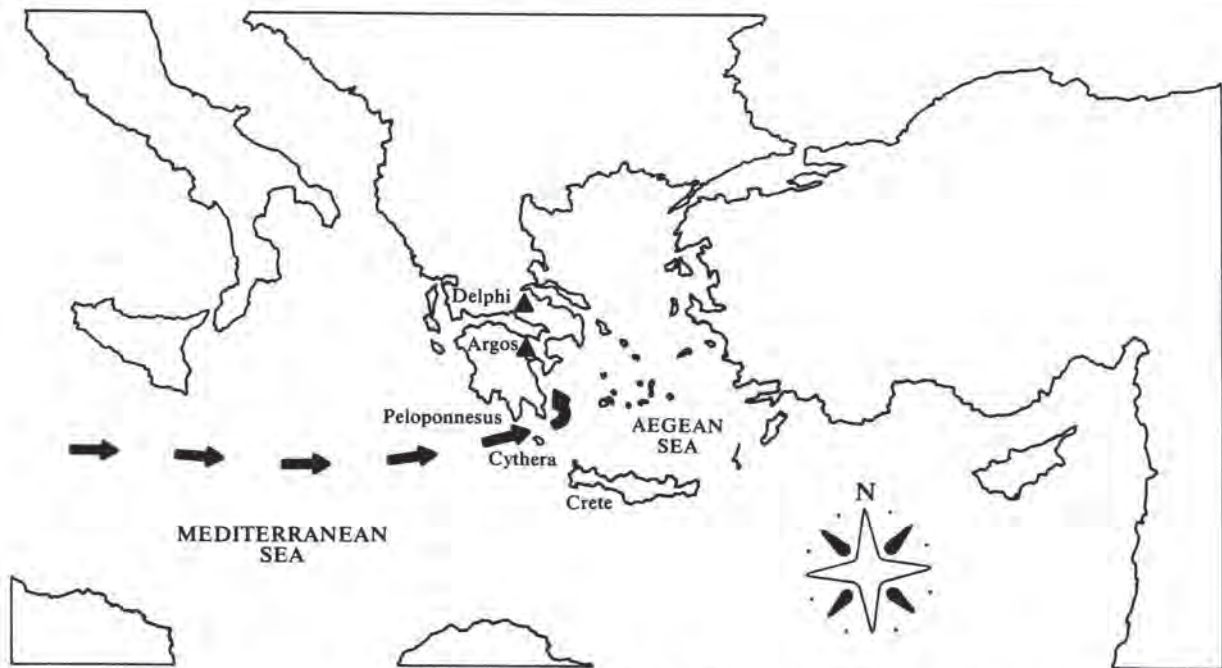 Delphi
Argos
Peloponnesus
AEGEAN
SEA
Cythera
Crete
N
MEDITERRANEAN
SEA